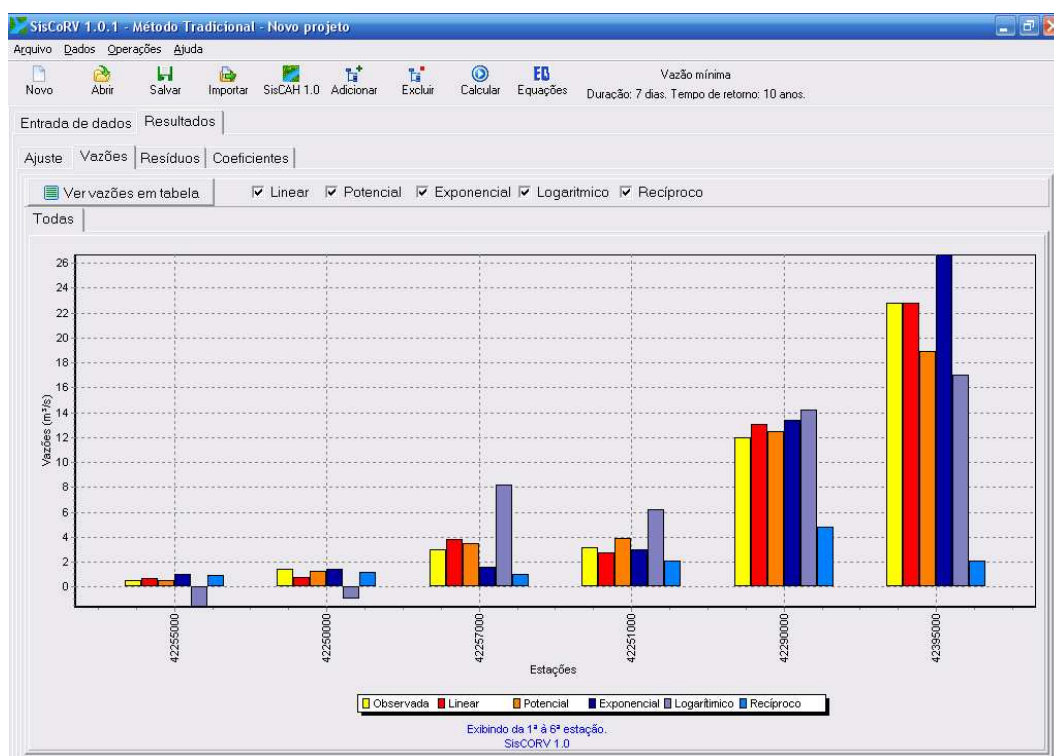 SisCoRV 1.0.1 - Método Tradicional - Novo projeto
Arquivo Dados Operações Ajuda
Novo Abrir Salvar Importar SisCAH 1.0 Adicionar Excluir Calcular EQ Equações
Vazão mínima
Duração: 7 dias. Tempo de retorno: 10 anos.
Entrada de dados Resultados
Ajuste Vazões Resíduos Coeficientes
Ver vazões em tabela Linear Potencial Exponencial Logaritmico Recíproco
Todas
26
24
22
20
18
16
14
12
10
8
6
4
2
0
Vazões (m³/s)
42255000 42250000 42257000 42251000 42290000 42395000
Estações
Observada Linear Potencial Exponencial Logarítimico Recíproco
Exibindo da 1ª à 6ª estação.
SisCORV 1.0